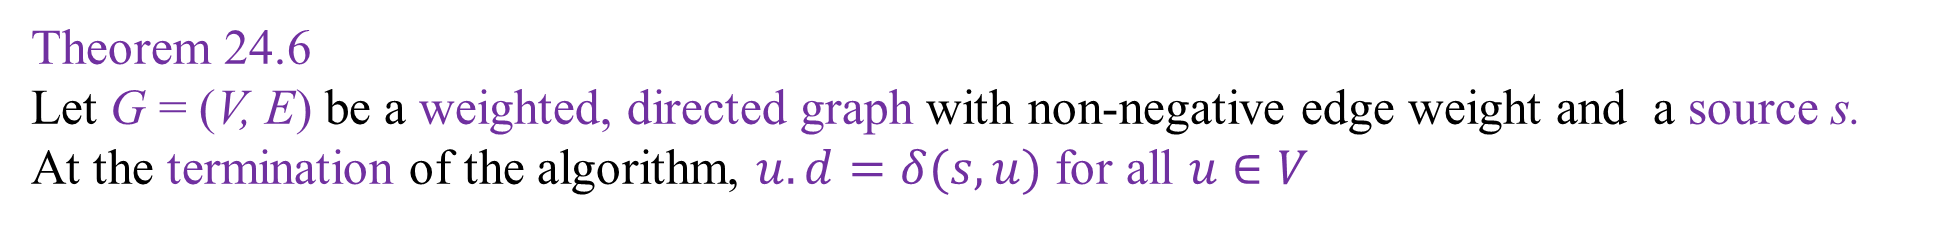 Theorem 24.6
Let G = (V, E) be a weighted, directed graph with non-negative edge weight and  a source s.
At the termination of the algorithm, u.d = δ(s, u) for all u ∈ V